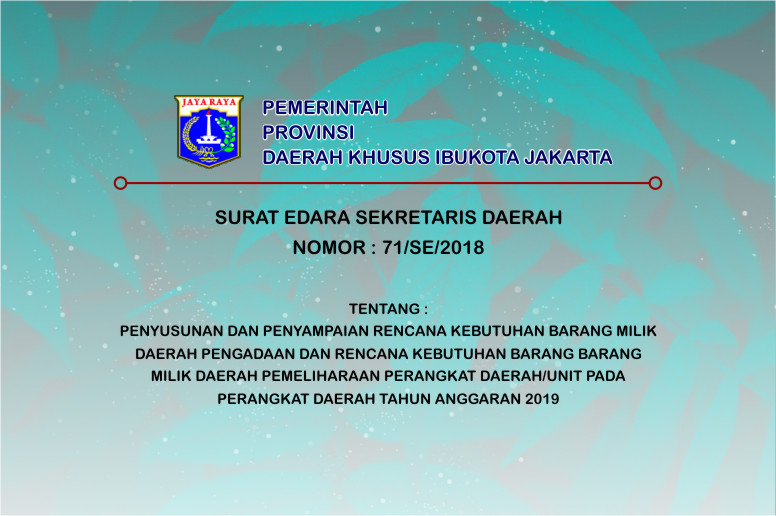 JAYA RAYA
PEMERINTAH
PROVINSI
DAERAH KHUSUS IBUKOTA JAKARTA
SURAT EDARA SEKRETARIS DAERAH
NOMOR : 71/SE/2018
TENTANG :
PENYUSUNAN DAN PENYAMPAIAN RENCANA KEBUTUHAN BARANG MILIK
DAERAH PENGADAAN DAN RENCANA KEBUTUHAN BARANG BARANG
MILIK DAERAH PEMELIHARAAN PERANGKAT DAERAH/UNIT PADA
PERANGKAT DAERAH TAHUN ANGGARAN 2019